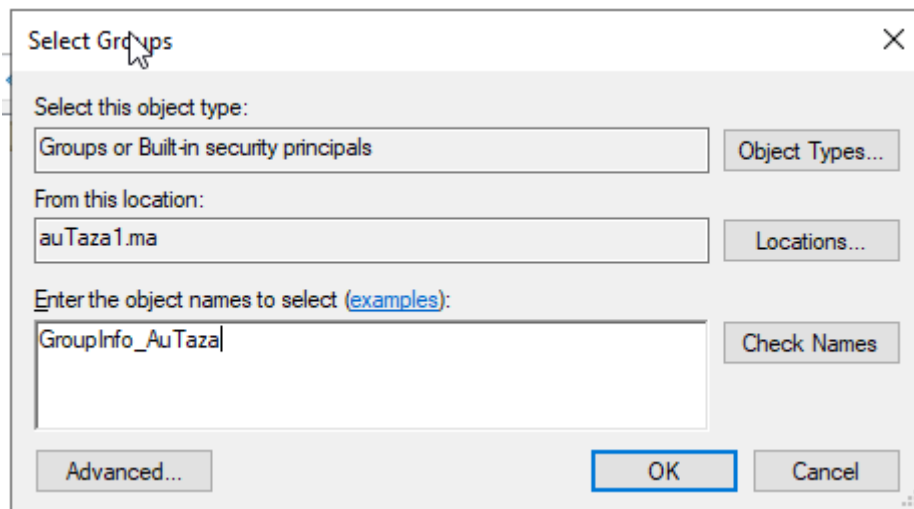 Select Groups
Select this object type:
Groups or Built-in security principals
Object Types...
From this location:
auTaza1.ma
Locations...
Enter the object names to select (examples):
GroupInfo_AuTaza
Check Names
Advanced...
OK
Cancel